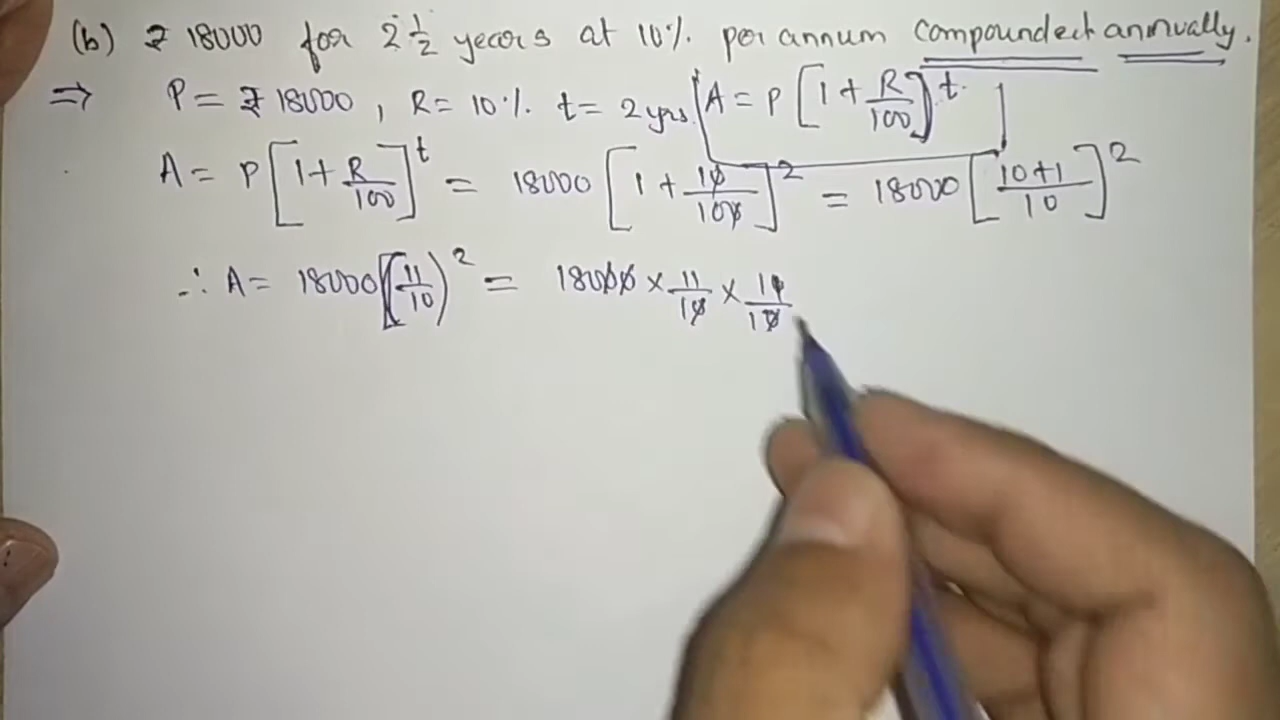 (b) ₹ 18000 for 2 1/2 years at 10%. per annum compounded annually.
⇒ P = ₹ 18000 , R = 10%. t = 2 yrs. A = P [1 + R/100]^t.
A = P [1 + R/100]^t = 18000 [1 + 10/100]^2 = 18000 [10+1/10]^2
∴ A = 18000 (11/10)^2 = 18000 × 11/10 × 11/10